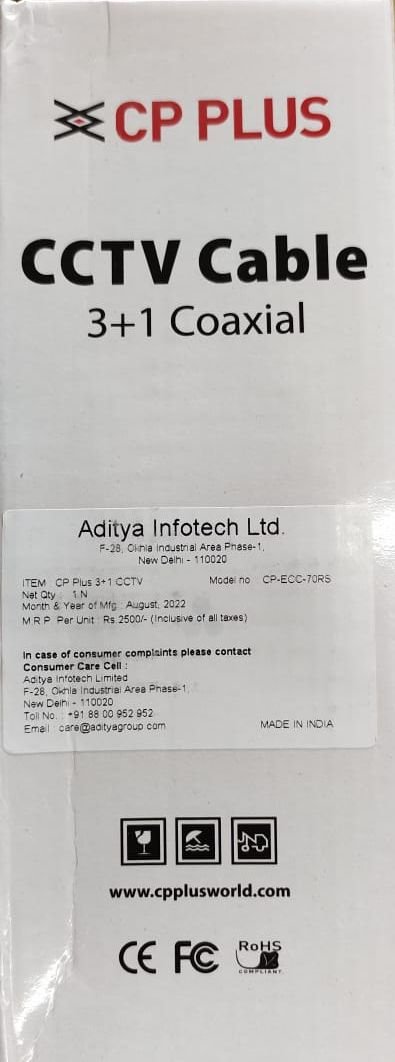 CP PLUS
CCTV Cable
3+1 Coaxial
Aditya Infotech Ltd.
F-28, Okhla Industrial Area Phase-1,
New Delhi - 110020
ITEM : CP Plus 3+1 CCTV Model no : CP-ECC-70RS
Net Qty : 1 N
Month & Year of Mfg : August, 2022
M R P Per Unit : Rs 2500/- (Inclusive of all taxes)
In case of consumer complaints please contact
Consumer Care Cell :
Aditya Infotech Limited
F-28, Okhla Industrial Area Phase-1,
New Delhi - 110020
Toll No. : +91 88 00 952 952
Email : care@adityagroup.com MADE IN INDIA
www.cpplusworld.com
CE FC RoHS
COMPLIANT